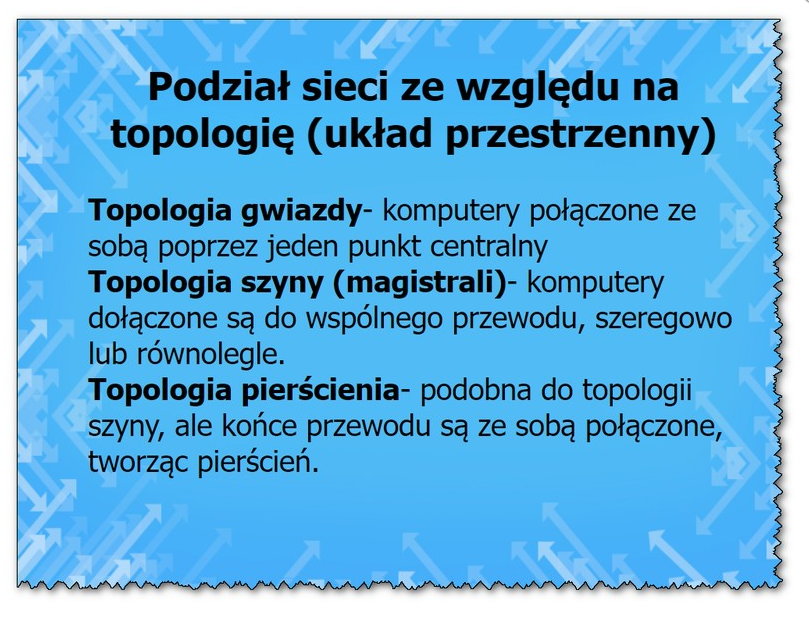 Podział sieci ze względu na
topologię (układ przestrzenny)
Topologia gwiazdy- komputery połączone ze
sobą poprzez jeden punkt centralny
Topologia szyny (magistrali)- komputery
dołączone są do wspólnego przewodu, szeregowo
lub równolegle.
Topologia pierścienia- podobna do topologii
szyny, ale końce przewodu są ze sobą połączone,
tworząc pierścień.